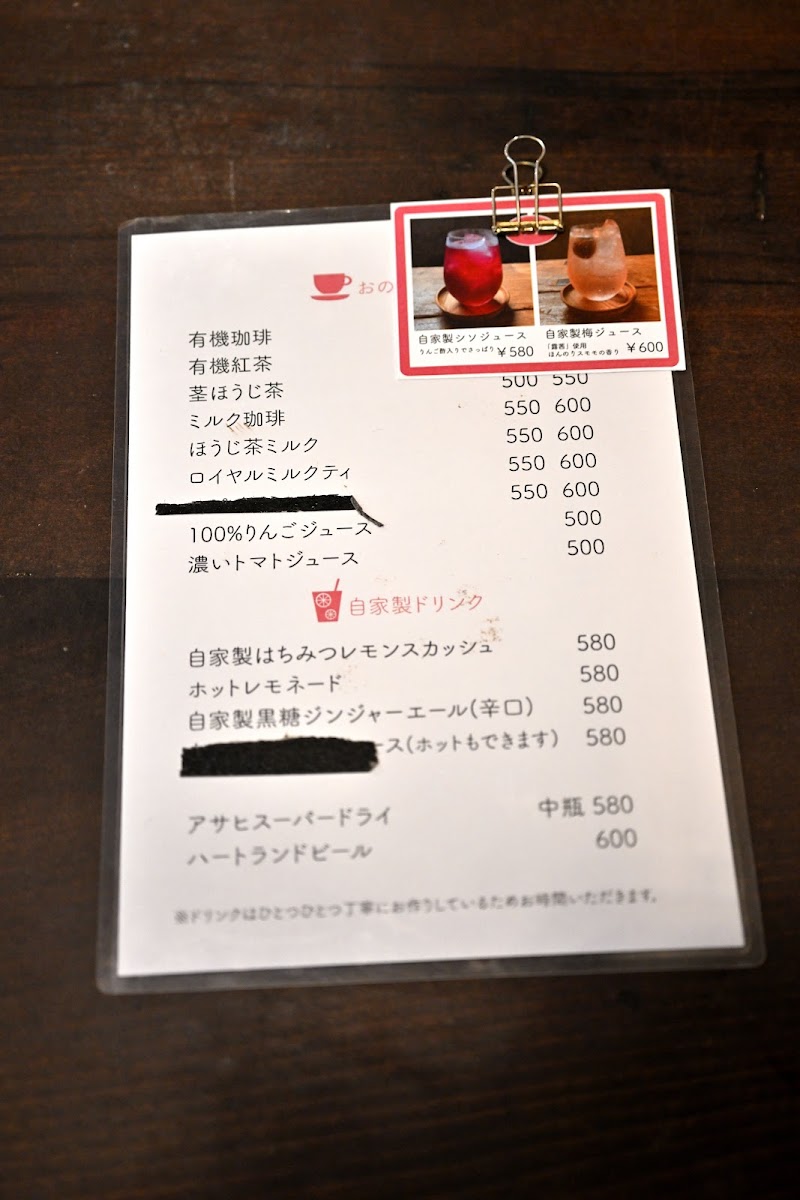 おの
有機珈琲
有機紅茶
茎ほうじ茶 500 550
ミルク珈琲 550 600
ほうじ茶ミルク 550 600
ロイヤルミルクティ 550 600
550 600
100%りんごジュース 500
濃いトマトジュース 500
自家製シソジュース
りんご酢入りでさっぱり ¥580
自家製梅ジュース
「露茜」使用
ほんのりスモモの香り ¥600
自家製ドリンク
自家製はちみつレモンスカッシュ 580
ホットレモネード 580
自家製黒糖ジンジャーエール(辛口) 580
ース(ホットもできます) 580
アサヒスーパードライ 中瓶 580
ハートランドビール 600
※ドリンクはひとつひとつ丁寧にお作りしているためお時間いただきます。